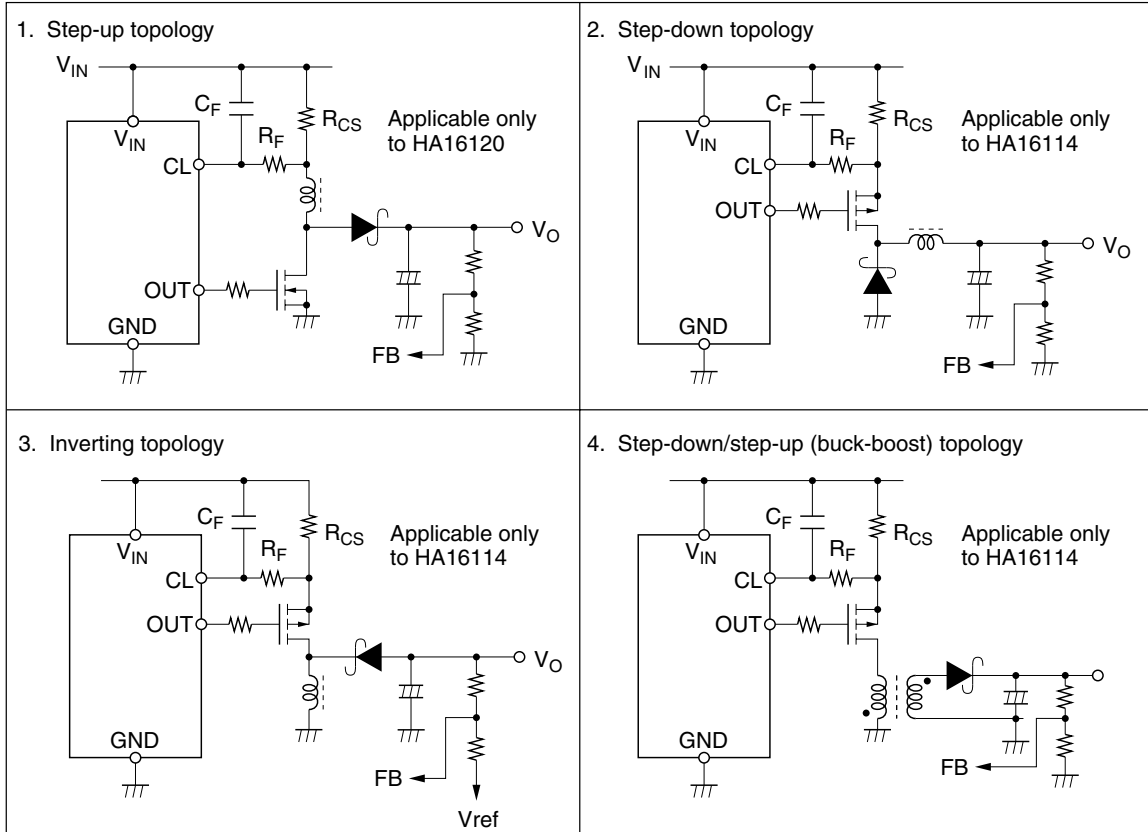 1. Step-up topology
V_IN
C_F
R_CS
Applicable only
to HA16120
V_IN
R_F
CL
V_O
OUT
GND
FB
2. Step-down topology
V_IN
C_F
R_CS
Applicable only
to HA16114
V_IN
R_F
CL
OUT
V_O
GND
FB
3. Inverting topology
C_F
R_CS
Applicable only
to HA16114
V_IN
R_F
CL
OUT
V_O
GND
FB
Vref
4. Step-down/step-up (buck-boost) topology
C_F
R_CS
Applicable only
to HA16114
V_IN
R_F
CL
OUT
GND
FB